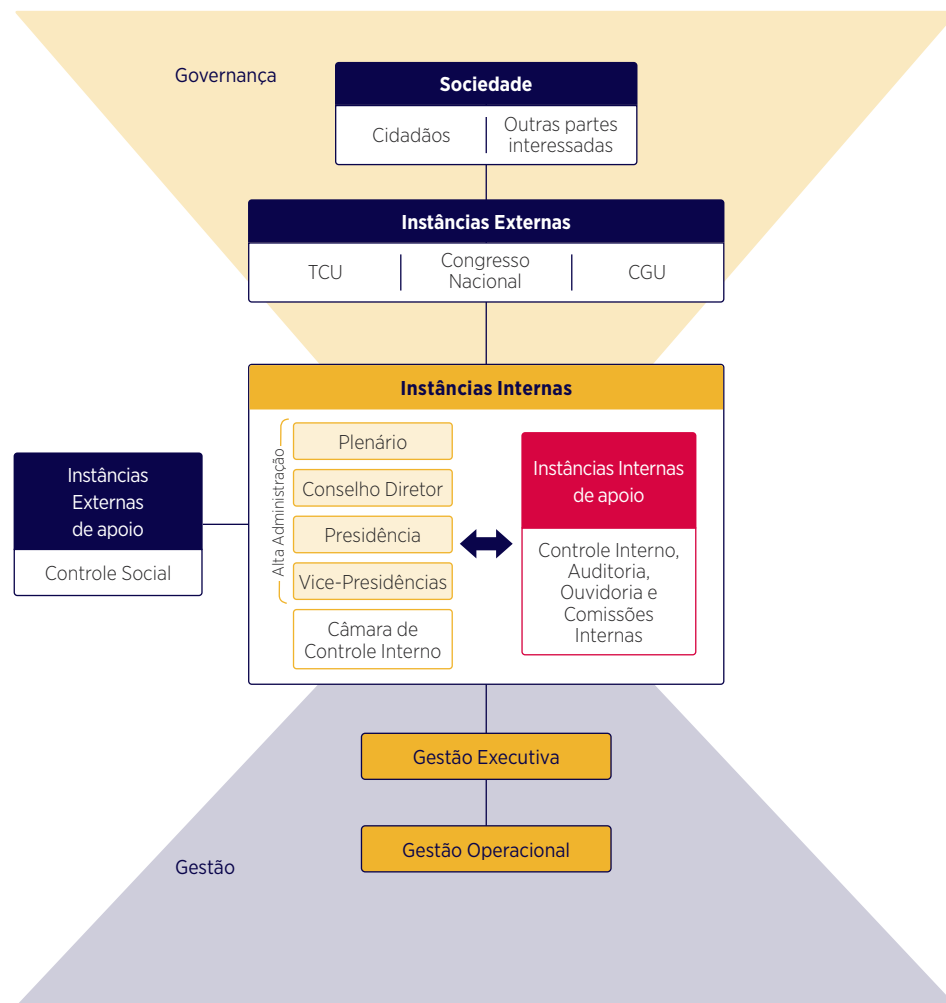 Governança
Sociedade
Cidadãos
Outras partes
interessadas
Instâncias Externas
TCU
Congresso
Nacional
CGU
Instâncias Internas
Alta Administração
Plenário
Conselho Diretor
Presidência
Vice-Presidências
Câmara de
Controle Interno
Instâncias Internas
de apoio
Controle Interno,
Auditoria,
Ouvidoria e
Comissões
Internas
Instâncias
Externas
de apoio
Controle Social
Gestão Executiva
Gestão Operacional
Gestão